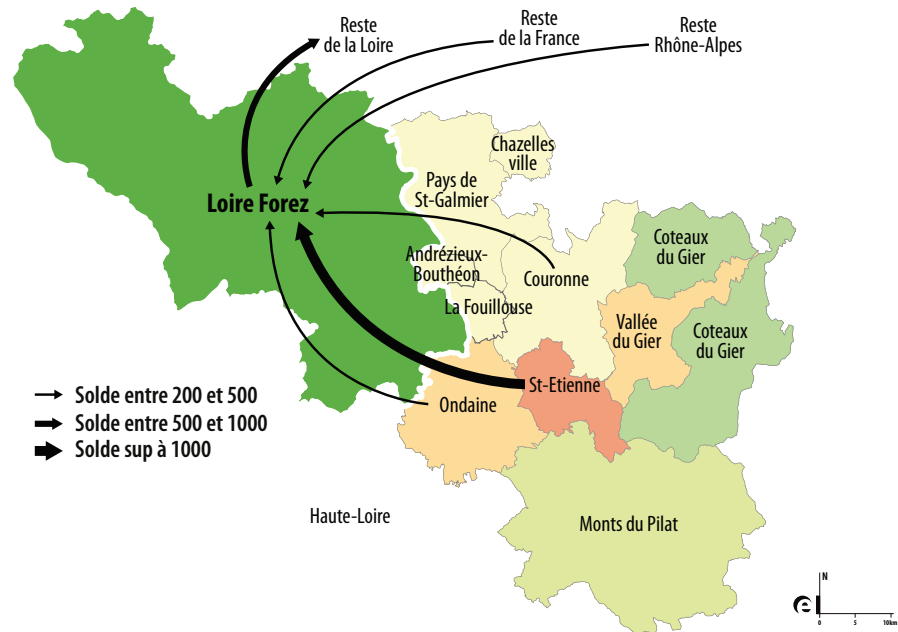 Reste
de la Loire
Reste
de la France
Reste
Rhône-Alpes
Chazelles
ville
Pays de
St-Galmier
Loire Forez
Andrézieux-
Bouthéon
Couronne
Coteaux
du Gier
La Fouillouse
Vallée
du Gier
Coteaux
du Gier
St-Etienne
Ondaine
Solde entre 200 et 500
Solde entre 500 et 1000
Solde sup à 1000
Haute-Loire
Monts du Pilat
N
0 5 10km